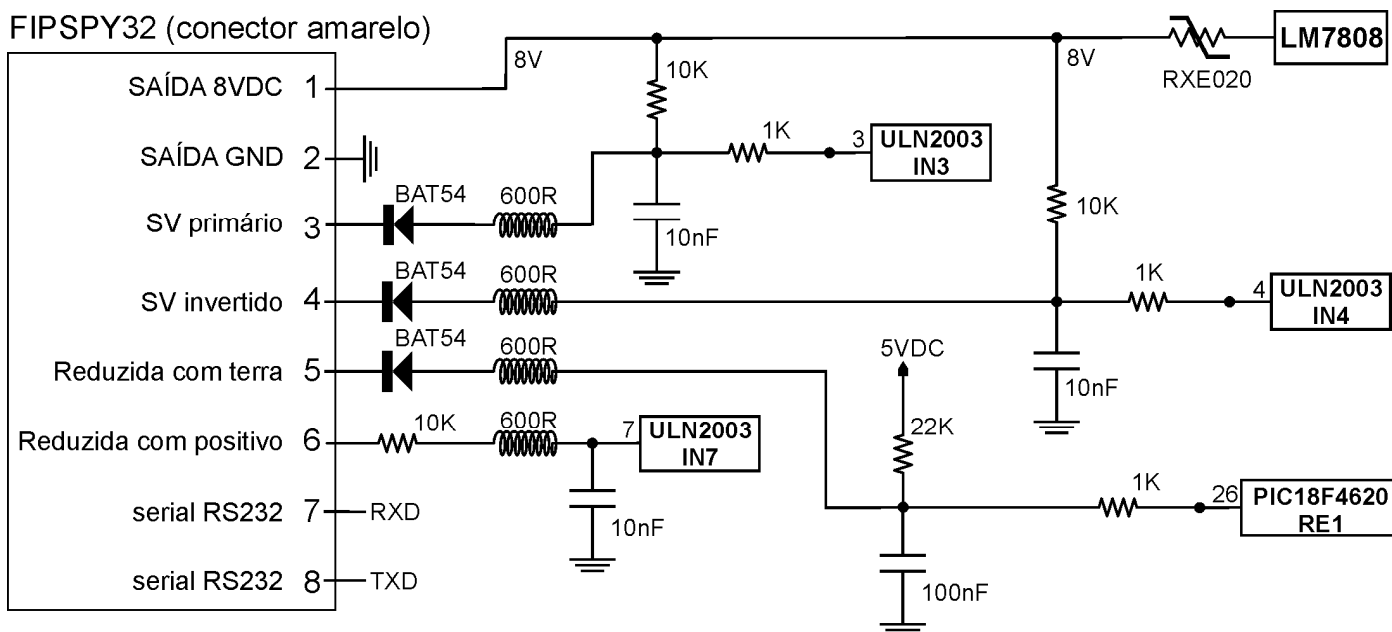 FIPSPY32 (conector amarelo)
SAÍDA 8VDC 1
8V
10K
8V
RXE020
LM7808
SAÍDA GND 2
1K
3
ULN2003
IN3
SV primário 3
BAT54
600R
10nF
10K
SV invertido 4
BAT54
600R
1K
4
ULN2003
IN4
Reduzida com terra 5
BAT54
600R
5VDC
10nF
Reduzida com positivo 6
10K
600R
7
ULN2003
IN7
22K
serial RS232 7 RXD
10nF
1K
26
PIC18F4620
RE1
serial RS232 8 TXD
100nF